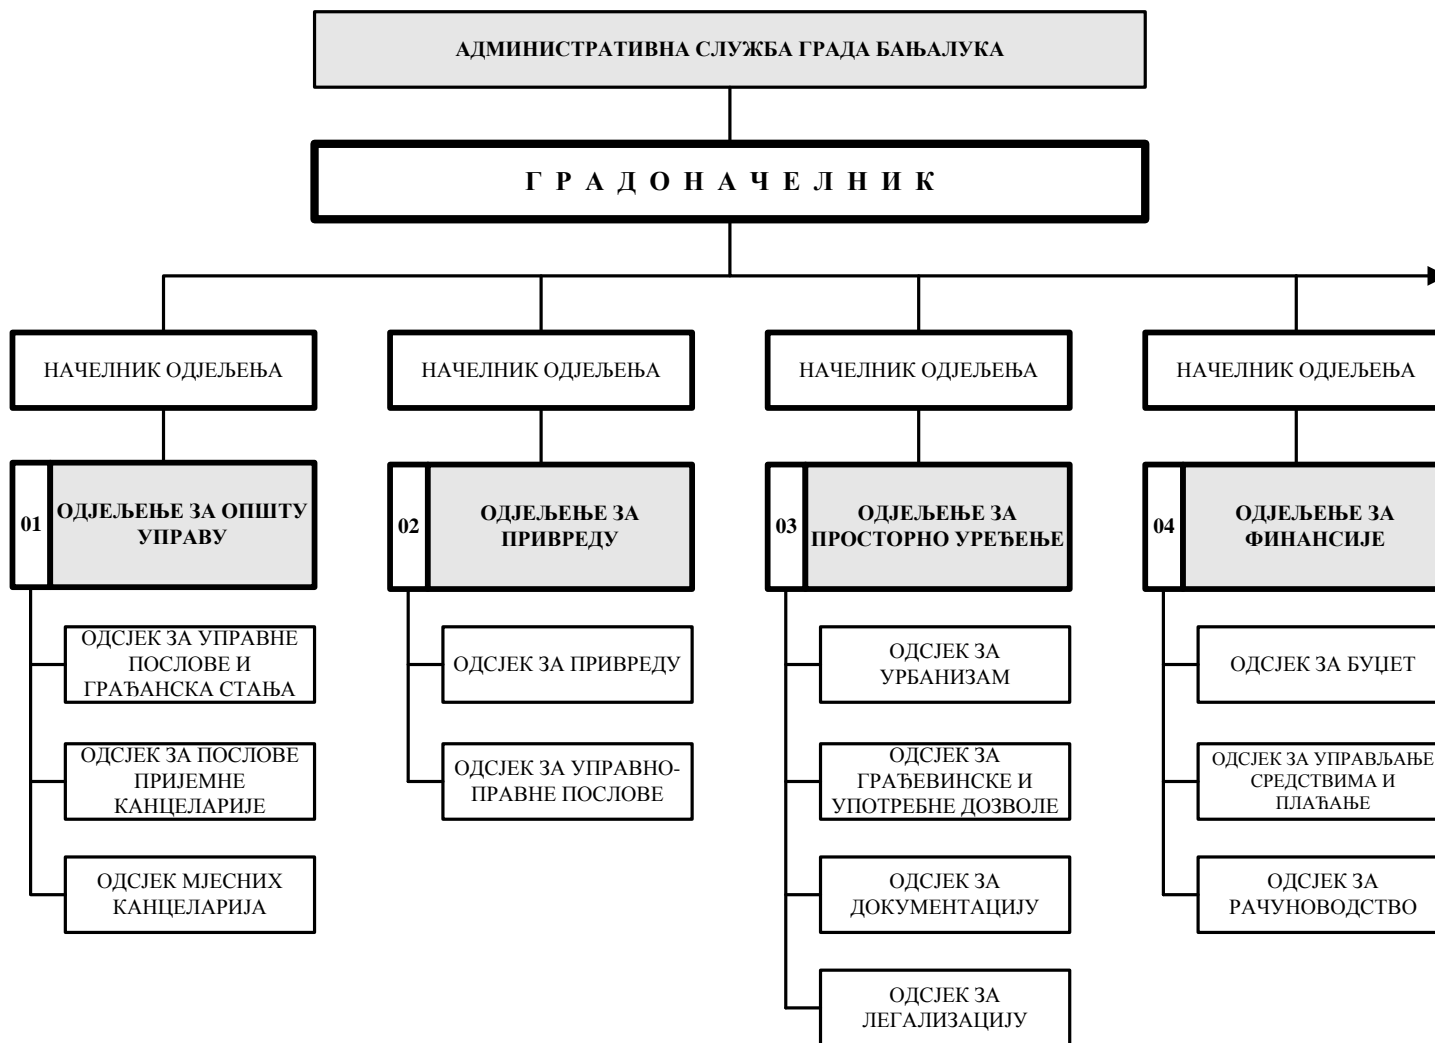 АДМИНИСТРАТИВНА СЛУЖБА ГРАДА БАЊАЛУКА
Г Р А Д О Н А Ч Е Л Н И К
НАЧЕЛНИК ОДЈЕЉЕЊА
НАЧЕЛНИК ОДЈЕЉЕЊА
НАЧЕЛНИК ОДЈЕЉЕЊА
НАЧЕЛНИК ОДЈЕЉЕЊА
01
ОДЈЕЉЕЊЕ ЗА ОПШТУ
УПРАВУ
02
ОДЈЕЉЕЊЕ ЗА
ПРИВРЕДУ
03
ОДЈЕЉЕЊЕ ЗА
ПРОСТОРНО УРЕЂЕЊЕ
04
ОДЈЕЉЕЊЕ ЗА
ФИНАНСИЈЕ
ОДСЈЕК ЗА УПРАВНЕ
ПОСЛОВЕ И
ГРАЂАНСКА СТАЊА
ОДСЈЕК ЗА ПОСЛОВЕ
ПРИЈЕМНЕ
КАНЦЕЛАРИЈЕ
ОДСЈЕК МЈЕСНИХ
КАНЦЕЛАРИЈА
ОДСЈЕК ЗА ПРИВРЕДУ
ОДСЈЕК ЗА УПРАВНО-
ПРАВНЕ ПОСЛОВЕ
ОДСЈЕК ЗА
УРБАНИЗАМ
ОДСЈЕК ЗА
ГРАЂЕВИНСКЕ И
УПОТРЕБНЕ ДОЗВОЛЕ
ОДСЈЕК ЗА
ДОКУМЕНТАЦИЈУ
ОДСЈЕК ЗА
ЛЕГАЛИЗАЦИЈУ
ОДСЈЕК ЗА БУЏЕТ
ОДСЈЕК ЗА УПРАВЉАЊЕ
СРЕДСТВИМА И
ПЛАЋАЊЕ
ОДСЈЕК ЗА
РАЧУНОВОДСТВО